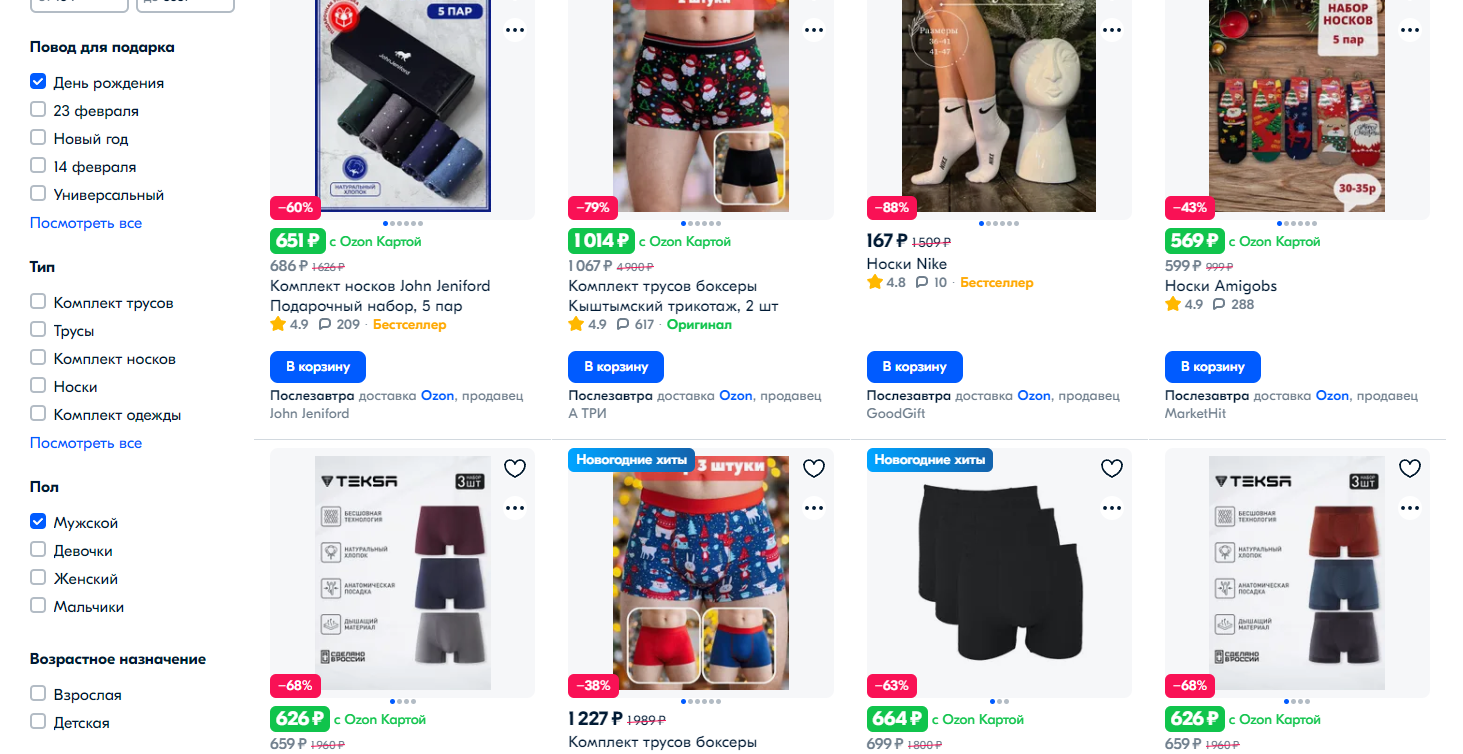 Повод для подарка
День рождения
23 февраля
Новый год
14 февраля
Универсальный
Посмотреть все
Тип
Комплект трусов
Трусы
Комплект носков
Носки
Комплект одежды
Посмотреть все
Пол
Мужской
Девочки
Женский
Мальчики
Возрастное назначение
Взрослая
Детская
5 ПАР
JohnJeniford
НАТУРАЛЬНЫЙ
ХЛОПОК
–60%
651 ₽ с Ozon Картой
686 ₽ 1 626 ₽
Комплект носков John Jeniford
Подарочный набор, 5 пар
4.9 209 · Бестселлер
В корзину
Послезавтра доставка Ozon, продавец
John Jeniford
–79%
1 014 ₽ с Ozon Картой
1 067 ₽ 4 900 ₽
Комплект трусов боксеры
Кыштымский трикотаж, 2 шт
4.9 617 · Оригинал
В корзину
Послезавтра доставка Ozon, продавец
А ТРИ
Размеры
36-41
41-47
NIKE
NIKE
–88%
167 ₽ 1 509 ₽
Носки Nike
4.8 10 · Бестселлер
В корзину
Послезавтра доставка Ozon, продавец
GoodGift
НАБОР
НОСКОВ
5 пар
30-35р
–43%
569 ₽ с Ozon Картой
599 ₽ 999 ₽
Носки Amigobs
4.9 288
В корзину
Послезавтра доставка Ozon, продавец
MarketHit
TEKSA
НАБОР
3 ШТ
БЕСШОВНАЯ
ТЕХНОЛОГИЯ
НАТУРАЛЬНЫЙ
ХЛОПОК
АНАТОМИЧЕСКАЯ
ПОСАДКА
ДЫШАЩИЙ
МАТЕРИАЛ
СДЕЛАНО
В РОССИИ
–68%
626 ₽ с Ozon Картой
659 ₽ 1 960 ₽
Новогодние хиты
3 штуки
–38%
1 227 ₽ 1 989 ₽
Комплект трусов боксеры
Новогодние хиты
–63%
664 ₽ с Ozon Картой
699 ₽ 1 800 ₽
TEKSA
НАБОР
3 ШТ
БЕСШОВНАЯ
ТЕХНОЛОГИЯ
НАТУРАЛЬНЫЙ
ХЛОПОК
АНАТОМИЧЕСКАЯ
ПОСАДКА
ДЫШАЩИЙ
МАТЕРИАЛ
СДЕЛАНО
В РОССИИ
–68%
626 ₽ с Ozon Картой
659 ₽ 1 960 ₽